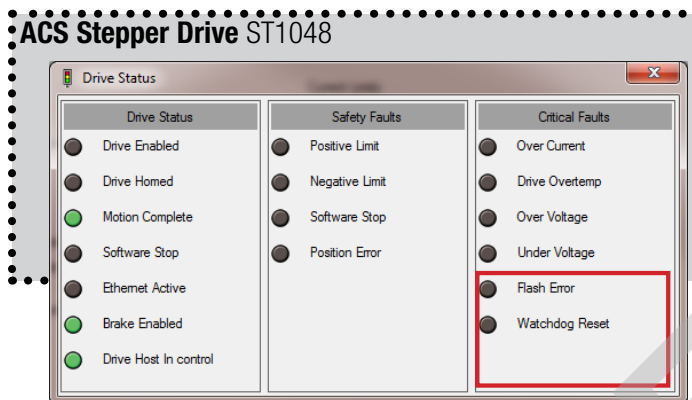 ACS Stepper Drive ST1048
Drive Status
Drive Status
Drive Enabled
Drive Homed
Motion Complete
Software Stop
Ethernet Active
Brake Enabled
Drive Host In control
Safety Faults
Positive Limit
Negative Limit
Software Stop
Position Error
Critical Faults
Over Current
Drive Overtemp
Over Voltage
Under Voltage
Flash Error
Watchdog Reset